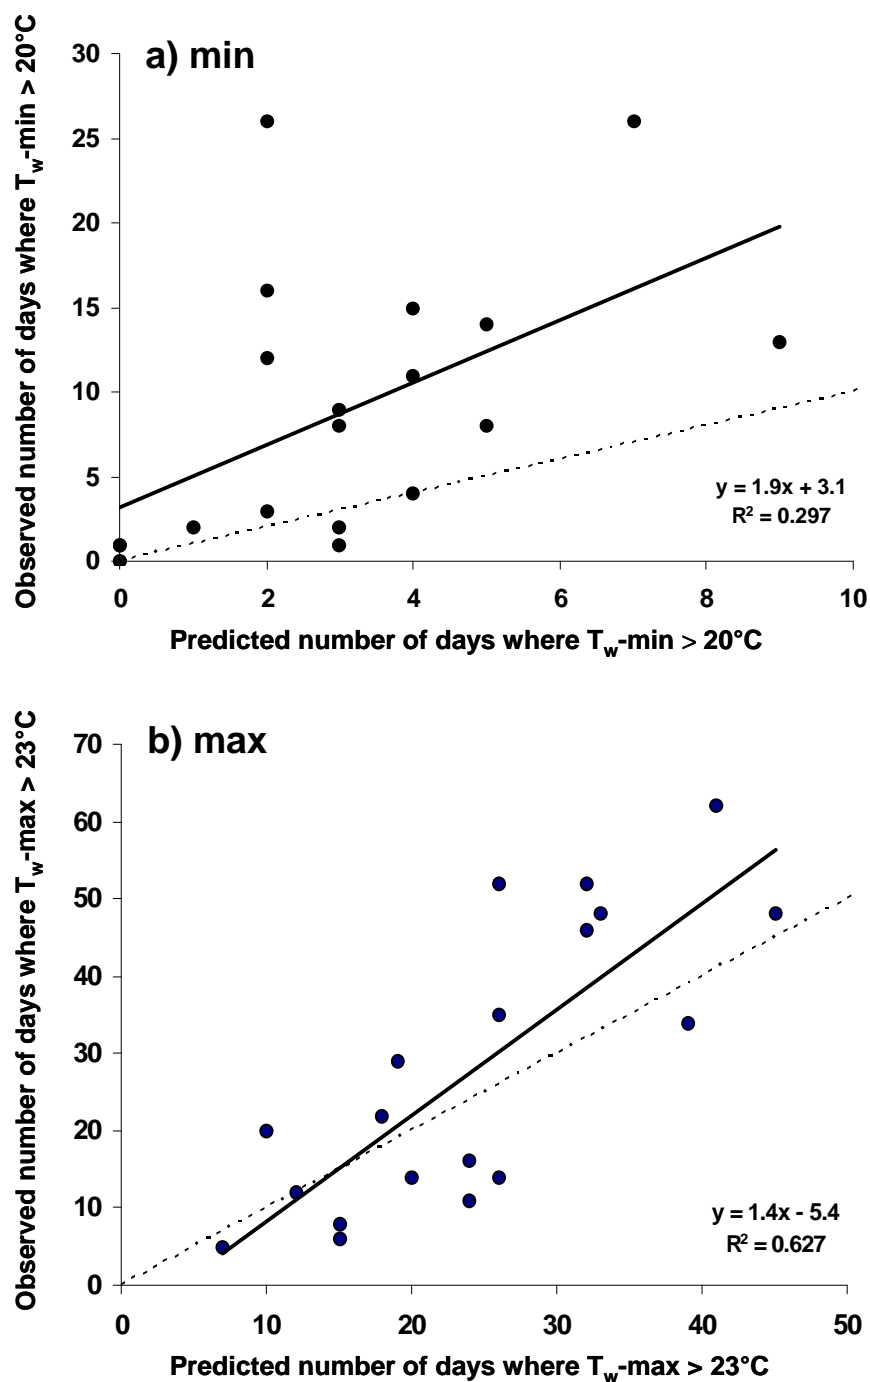 a) min
Observed number of days where Tw-min > 20°C
30
25
20
15
10
5
0
y = 1.9x + 3.1
R² = 0.297
0 2 4 6 8 10
Predicted number of days where Tw-min > 20°C
b) max
Observed number of days where Tw-max > 23°C
70
60
50
40
30
20
10
0
y = 1.4x - 5.4
R² = 0.627
0 10 20 30 40 50
Predicted number of days where Tw-max > 23°C